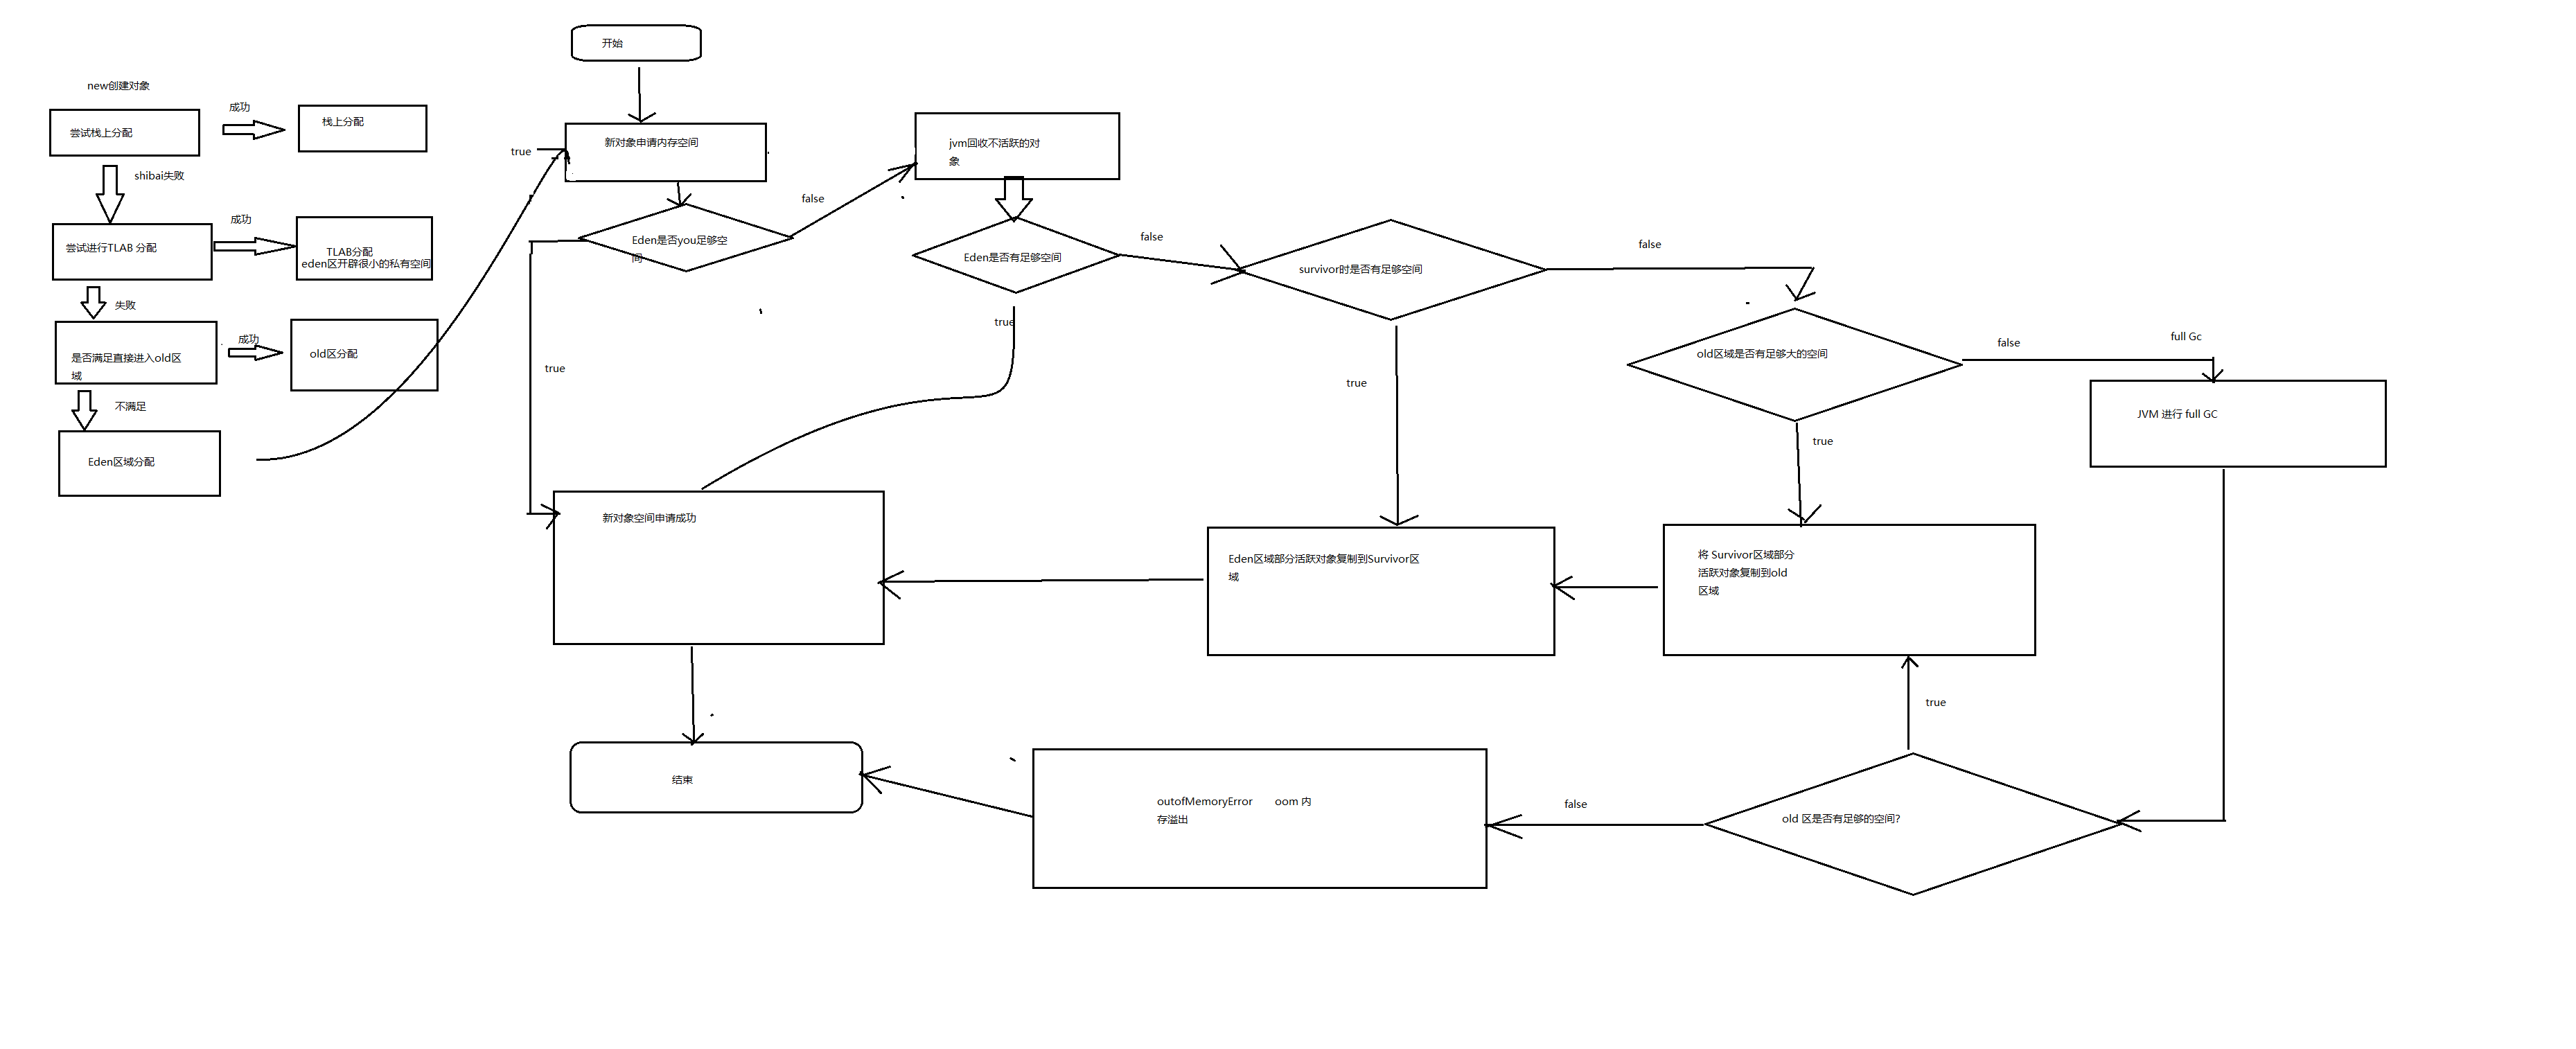 开始
new创建对象
成功
尝试栈上分配
栈上分配
shibai失败
成功
尝试进行TLAB 分配
TLAB分配
eden区开辟很小的私有空间
失败
成功
是否满足直接进入old区
域
old区分配
不满足
Eden区域分配
true
新对象申请内存空间
false
Eden是否you足够空
间
true
jvm回收不活跃的对
象
Eden是否有足够空间
false
true
survivor时是否有足够空间
false
true
old区域是否有足够大的空间
false
full Gc
true
JVM 进行 full GC
新对象空间申请成功
Eden区域部分活跃对象复制到Survivor区
域
将 Survivor区域部分
活跃对象复制到old
区域
true
结束
outofMemoryError oom 内
存溢出
false
old 区是否有足够的空间?